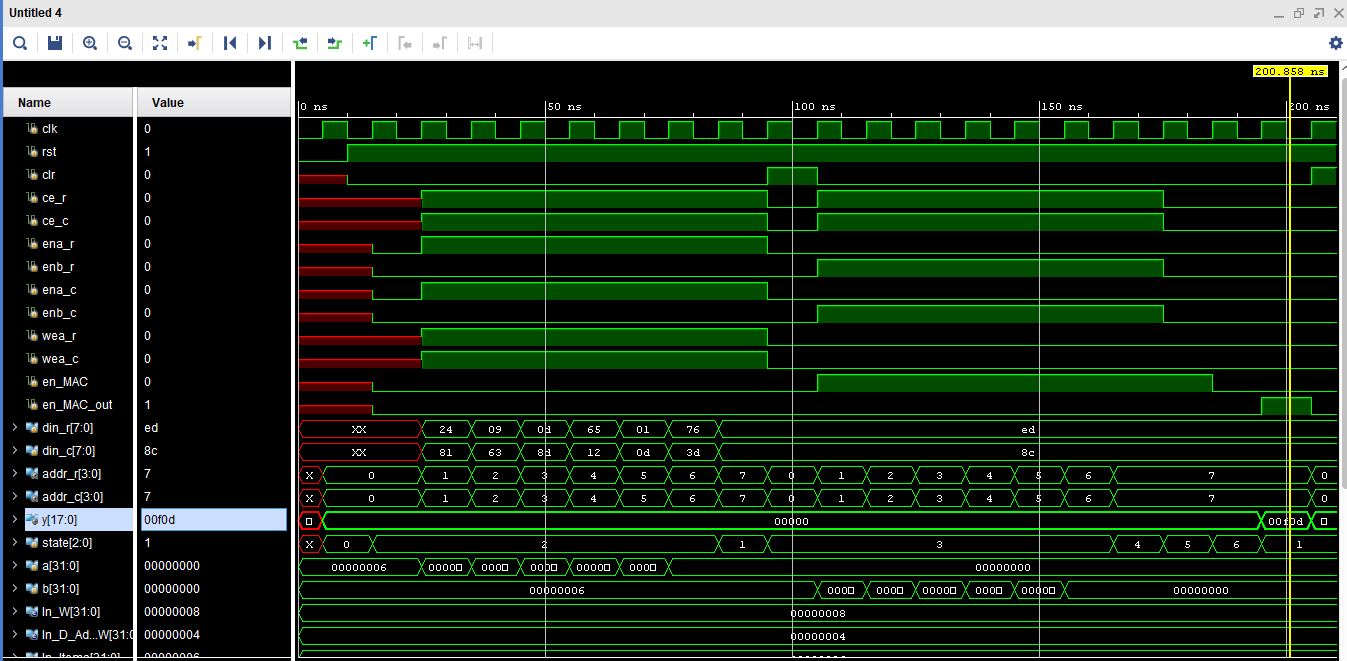 Untitled 4
200.858 ns
Name Value
0 ns 50 ns 100 ns 150 ns 200 ns
clk 0
rst 1
clr 0
ce_r 0
ce_c 0
ena_r 0
enb_r 0
ena_c 0
enb_c 0
wea_r 0
wea_c 0
en_MAC 0
en_MAC_out 1
din_r[7:0] ed XX 24 09 0d 65 01 76 ed
din_c[7:0] 8c XX 81 63 8d 12 0d 3d 8c
addr_r[3:0] 7 X 0 1 2 3 4 5 6 7 0 1 2 3 4 5 6 7 0
addr_c[3:0] 7 X 0 1 2 3 4 5 6 7 0 1 2 3 4 5 6 7 0
y[17:0] 00f0d 00000 00f0d
state[2:0] 1 X 0 2 1 3 4 5 6 1
a[31:0] 00000000 00000006 0000 000 000 0000 000 00000000
b[31:0] 00000000 00000006 000 000 0000 000 0000 00000000
ln_W[31:0] 00000008 00000008
ln_D_Ad...W[31:0 00000004 00000004